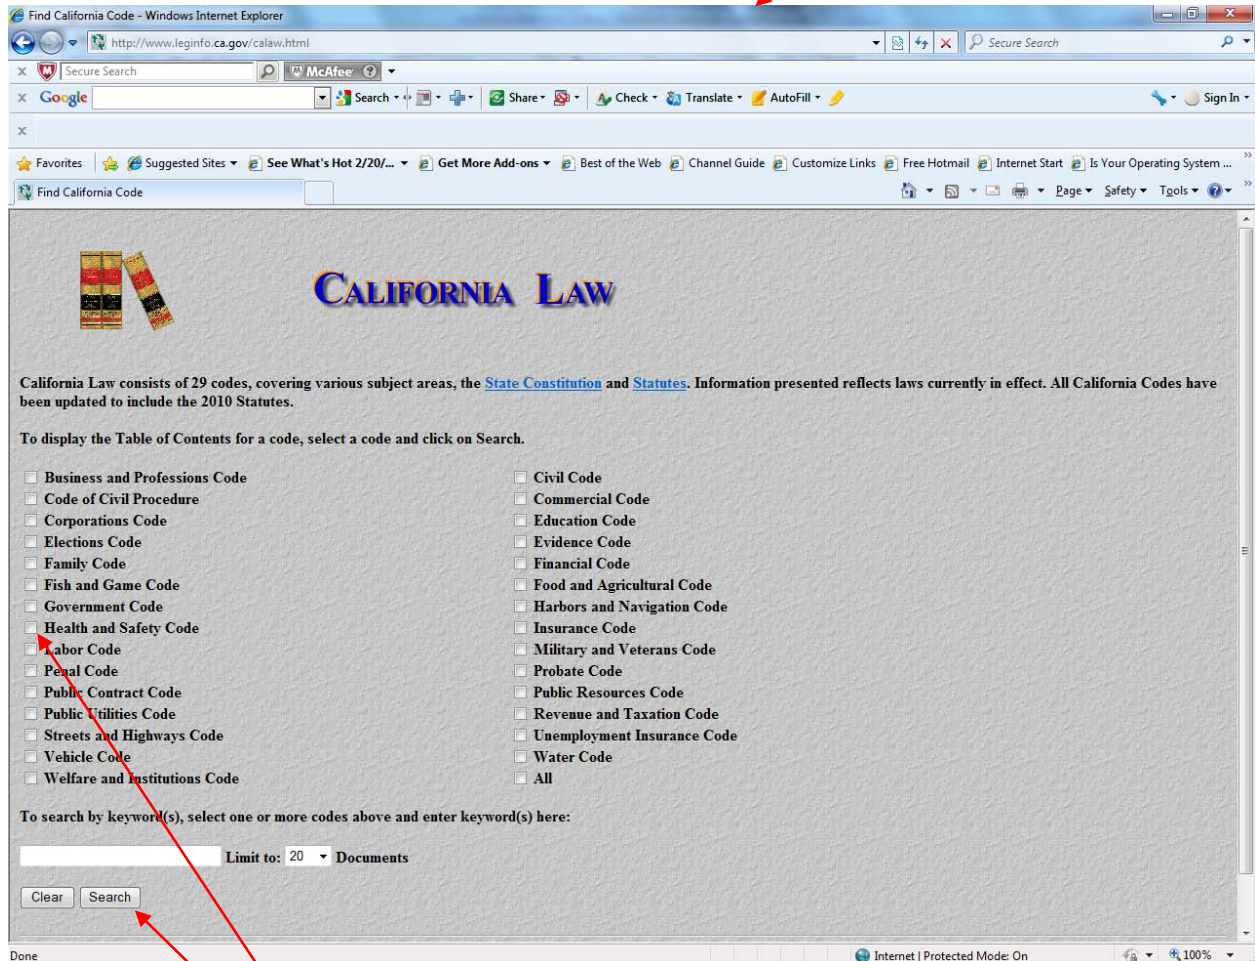 Find California Code - Windows Internet Explorer
http://www.leginfo.ca.gov/calaw.html
Secure Search
x Secure Search McAfee
x Google Search Share Check Translate AutoFill Sign In
x
Favorites Suggested Sites See What's Hot 2/20/... Get More Add-ons Best of the Web Channel Guide Customize Links Free Hotmail Internet Start Is Your Operating System ...
Find California Code Page Safety Tools
CALIFORNIA LAW
California Law consists of 29 codes, covering various subject areas, the State Constitution and Statutes. Information presented reflects laws currently in effect. All California Codes have
been updated to include the 2010 Statutes.
To display the Table of Contents for a code, select a code and click on Search.
Business and Professions Code Civil Code
Code of Civil Procedure Commercial Code
Corporations Code Education Code
Elections Code Evidence Code
Family Code Financial Code
Fish and Game Code Food and Agricultural Code
Government Code Harbors and Navigation Code
Health and Safety Code Insurance Code
Labor Code Military and Veterans Code
Penal Code Probate Code
Public Contract Code Public Resources Code
Public Utilities Code Revenue and Taxation Code
Streets and Highways Code Unemployment Insurance Code
Vehicle Code Water Code
Welfare and Institutions Code All
To search by keyword(s), select one or more codes above and enter keyword(s) here:
Limit to: 20 Documents
Clear Search
Done Internet | Protected Mode: On 100%